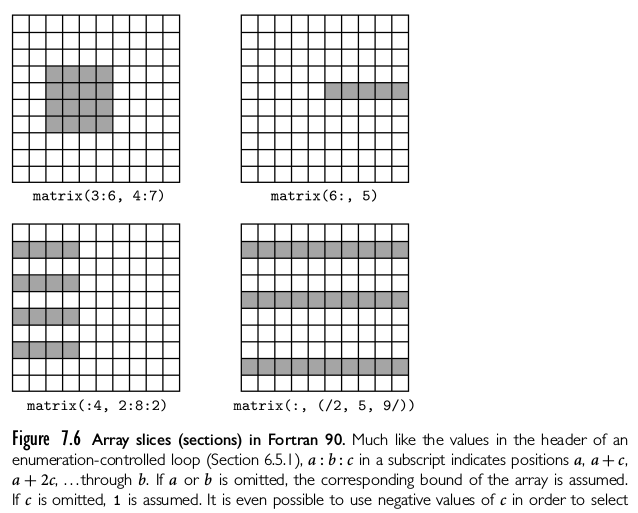 matrix(3:6, 4:7)
matrix(6:, 5)
matrix(:4, 2:8:2)
matrix(:, (/2, 5, 9/))
Figure 7.6 Array slices (sections) in Fortran 90. Much like the values in the header of an
enumeration-controlled loop (Section 6.5.1), a : b : c in a subscript indicates positions a, a + c,
a + 2c, ...through b. If a or b is omitted, the corresponding bound of the array is assumed.
If c is omitted, 1 is assumed. It is even possible to use negative values of c in order to select